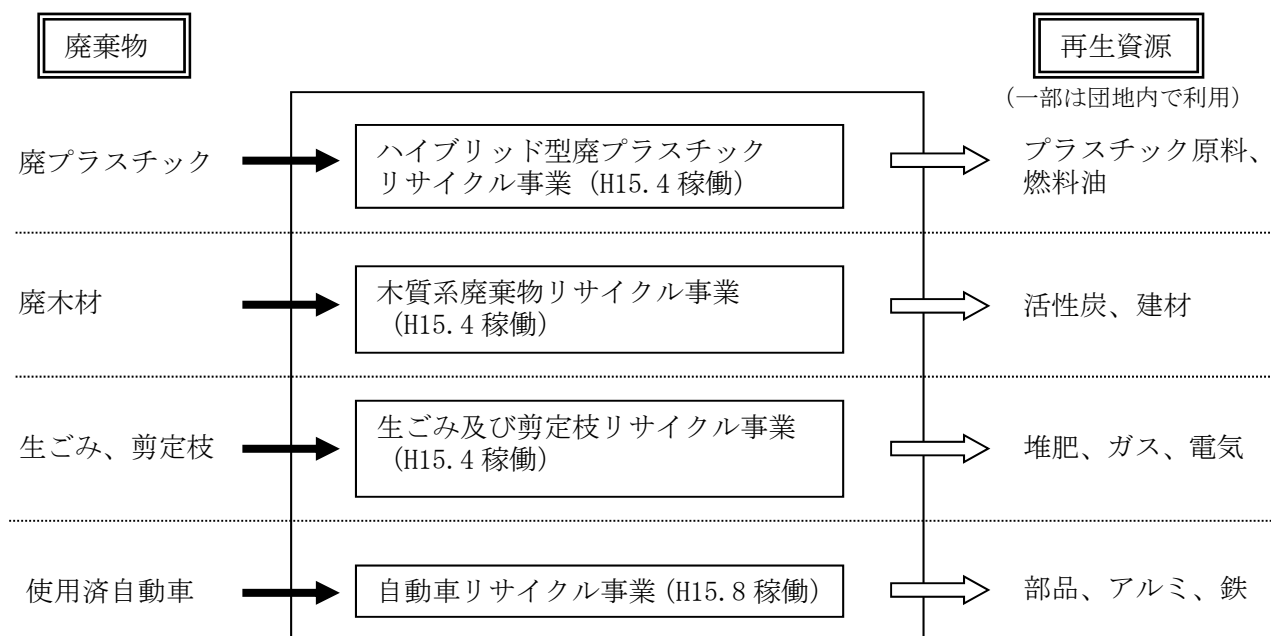 廃棄物
再生資源
(一部は団地内で利用)
廃プラスチック
ハイブリッド型廃プラスチック
リサイクル事業 (H15.4 稼働)
プラスチック原料、
燃料油
廃木材
木質系廃棄物リサイクル事業
(H15.4 稼働)
活性炭、建材
生ごみ、剪定枝
生ごみ及び剪定枝リサイクル事業
(H15.4 稼働)
堆肥、ガス、電気
使用済自動車
自動車リサイクル事業 (H15.8 稼働)
部品、アルミ、鉄